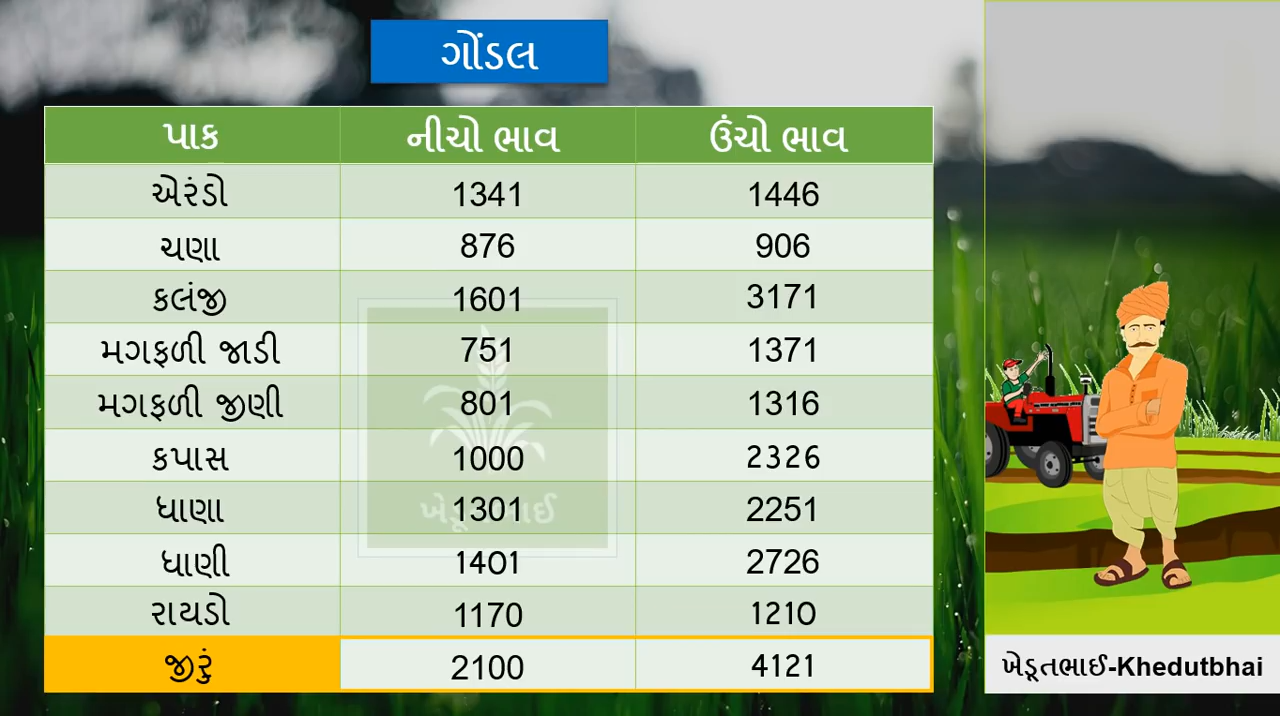 ગોંડલ
પાક નીચો ભાવ ઉંચો ભાવ
એરંડો 1341 1446
ચણા 876 906
કલંજી 1601 3171
મગફળી જાડી 751 1371
મગફળી જીણી 801 1316
કપાસ 1000 2326
ધાણા 1301 2251
ધાણી 1401 2726
રાયડો 1170 1210
જીરું 2100 4121
ખેડૂતભાઈ-Khedutbhai